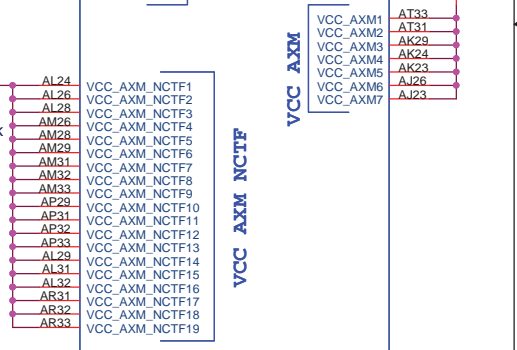 AL24 VCC_AXM_NCTF1
AL26 VCC_AXM_NCTF2
AL28 VCC_AXM_NCTF3
AM26 VCC_AXM_NCTF4
AM28 VCC_AXM_NCTF5
AM29 VCC_AXM_NCTF6
AM31 VCC_AXM_NCTF7
AM32 VCC_AXM_NCTF8
AM33 VCC_AXM_NCTF9
AP29 VCC_AXM_NCTF10
AP31 VCC_AXM_NCTF11
AP32 VCC_AXM_NCTF12
AP33 VCC_AXM_NCTF13
AL29 VCC_AXM_NCTF14
AL31 VCC_AXM_NCTF15
AL32 VCC_AXM_NCTF16
AR31 VCC_AXM_NCTF17
AR32 VCC_AXM_NCTF18
AR33 VCC_AXM_NCTF19
VCC AXM NCTF
VCC AXM
VCC_AXM1 AT33
VCC_AXM2 AT31
VCC_AXM3 AK29
VCC_AXM4 AK24
VCC_AXM5 AK23
VCC_AXM6 AJ26
VCC_AXM7 AJ23